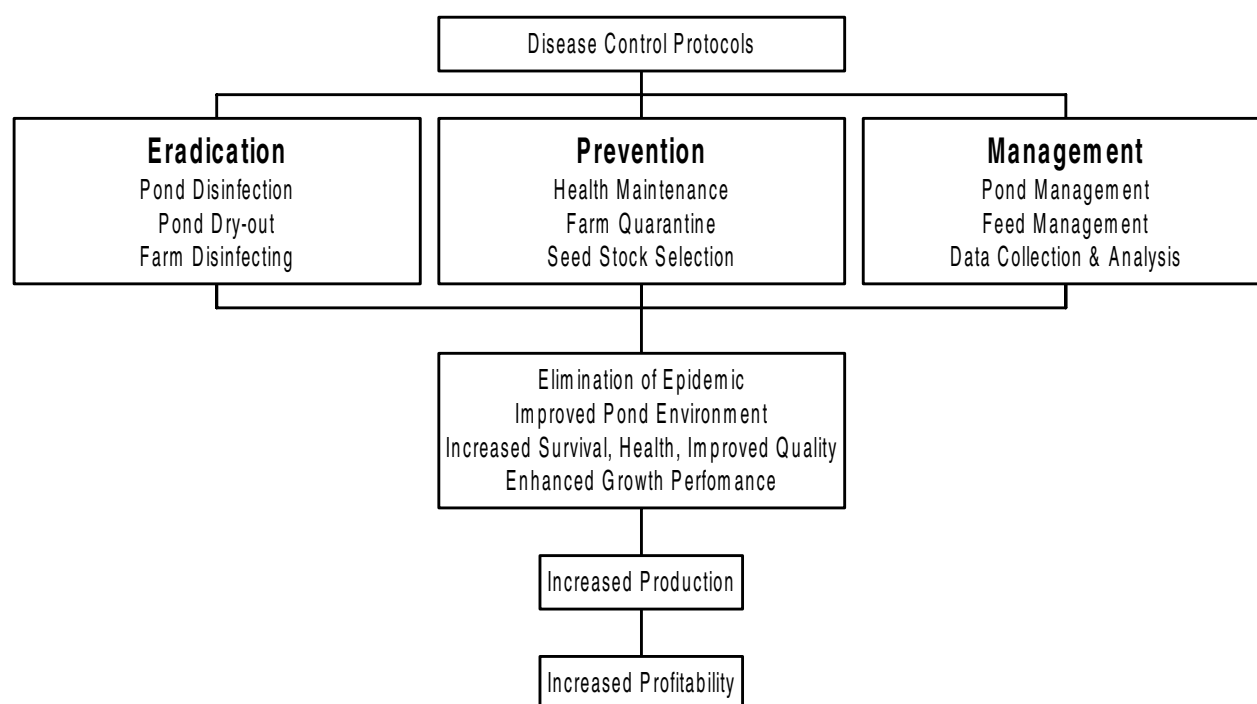 Disease Control Protocols
Eradication
Pond Disinfection
Pond Dry-out
Farm Disinfecting
Prevention
Health Maintenance
Farm Quarantine
Seed Stock Selection
Management
Pond Management
Feed Management
Data Collection & Analysis
Elimination of Epidemic
Improved Pond Environment
Increased Survival, Health, Improved Quality
Enhanced Growth Perfomance
Increased Production
Increased Profitability